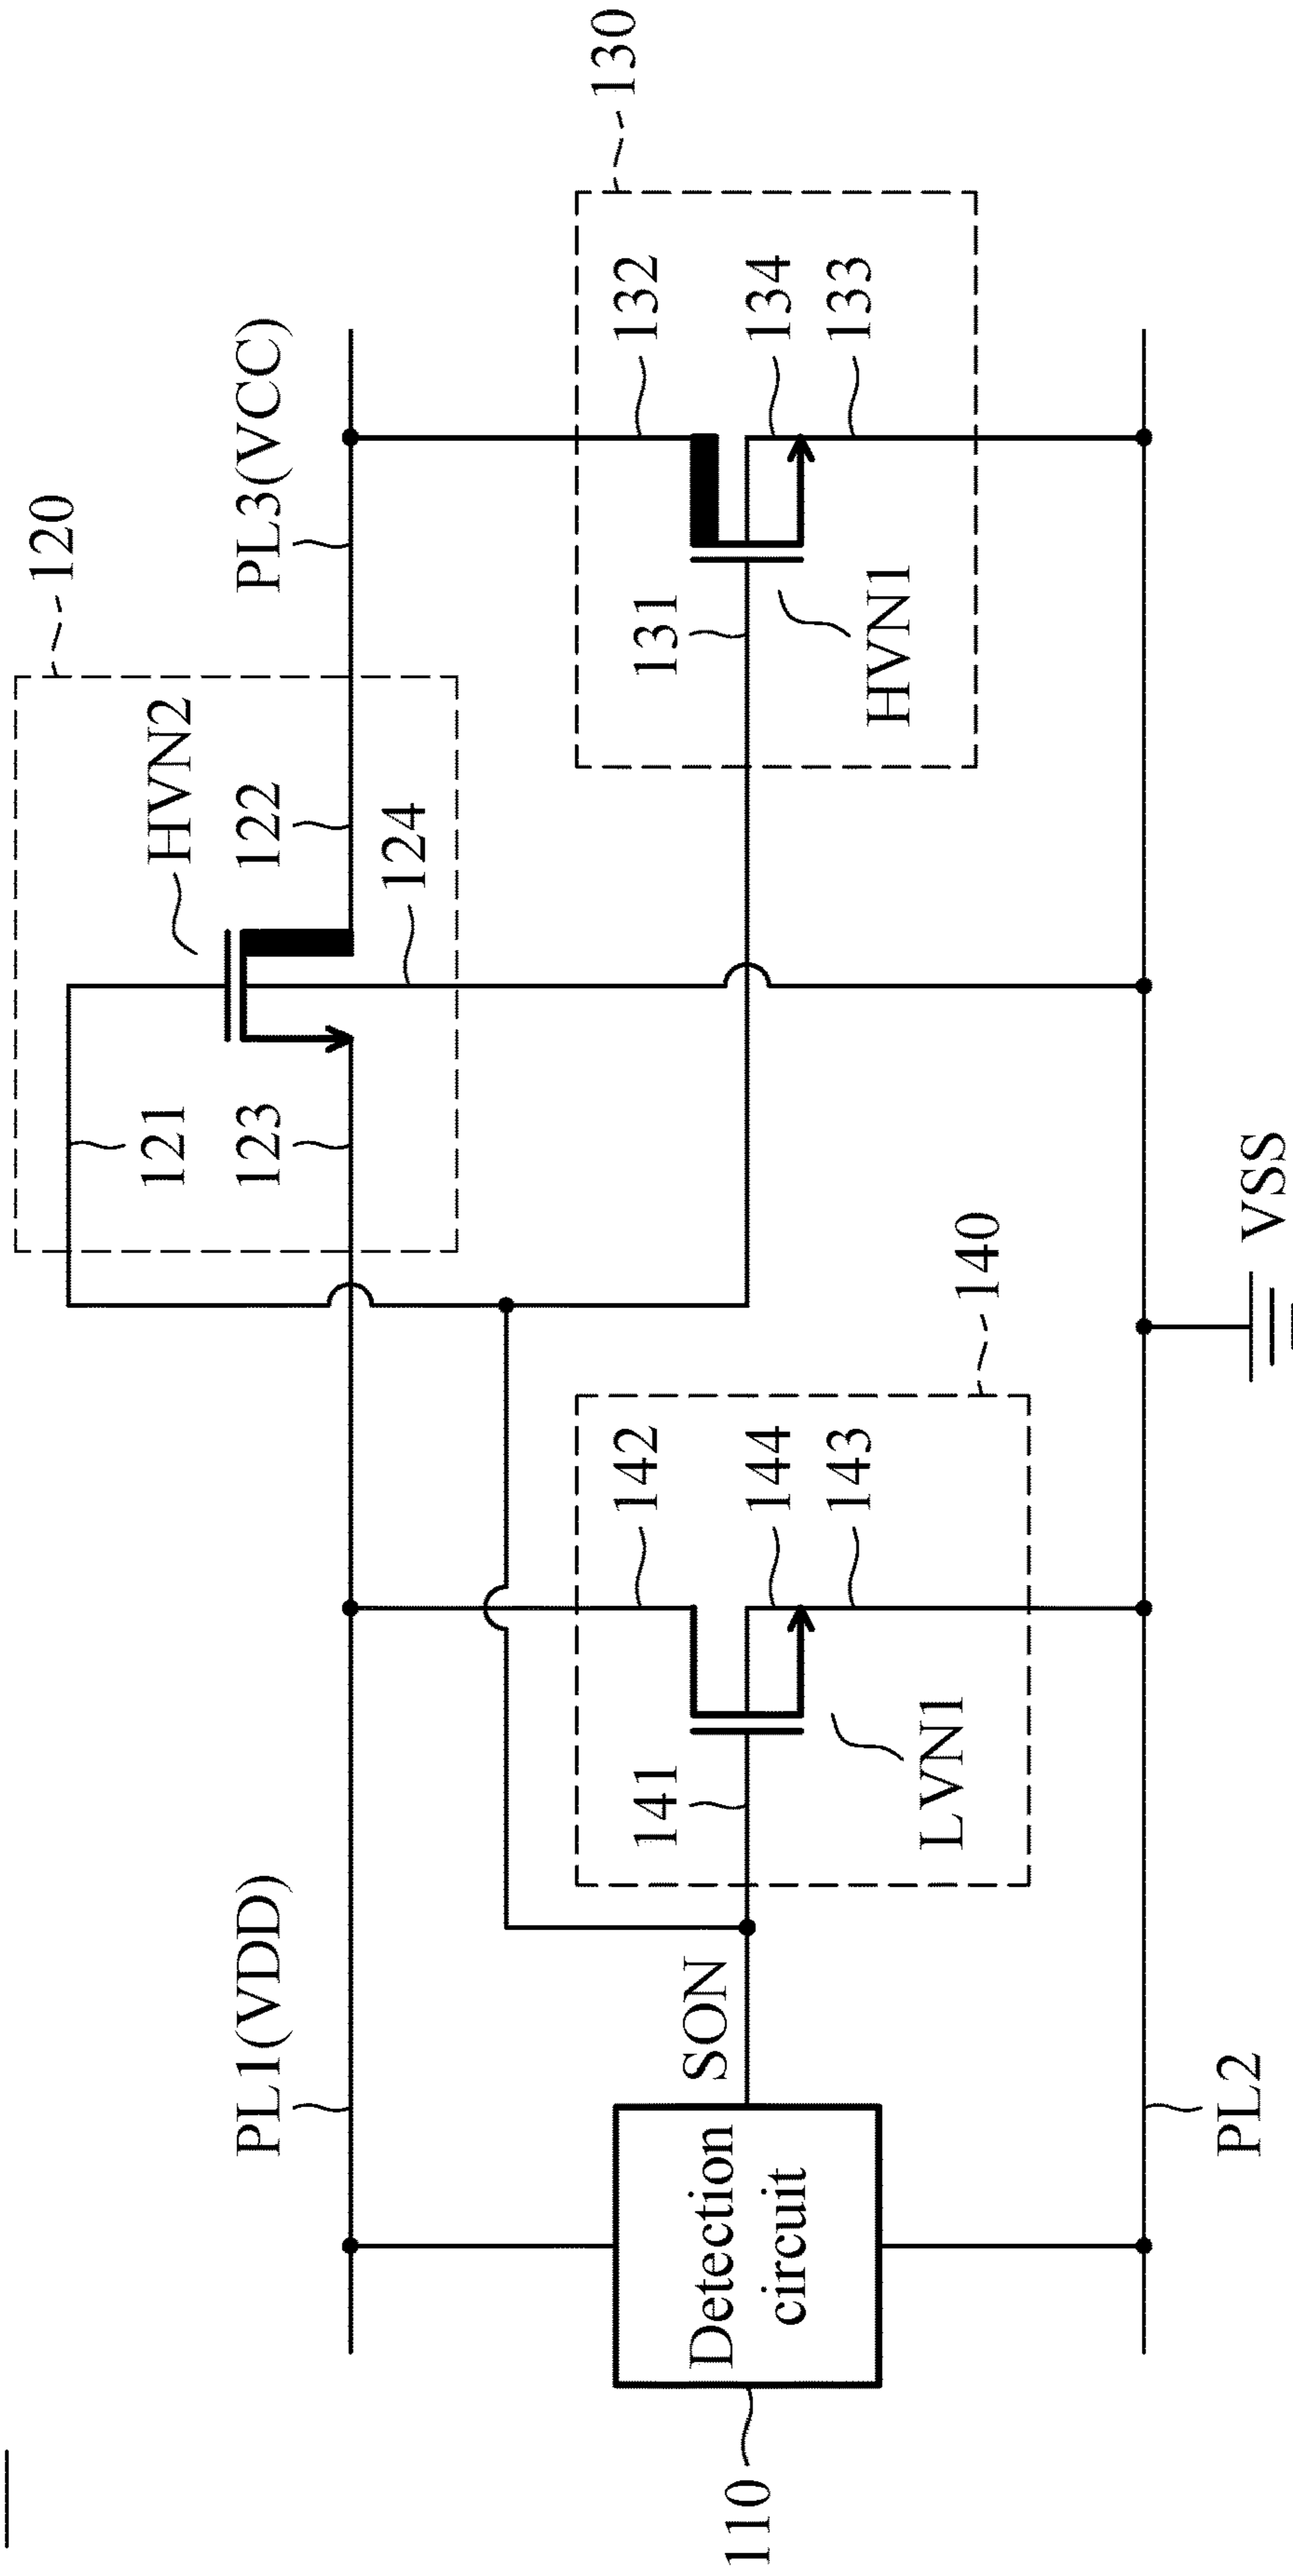 120
HVN2
121
123
122
124
PL1(VDD)
PL3(VCC)
130
132
134
133
131
HVN1
142
144
143
141
LVN1
140
SON
Detection
circuit
110
PL2
VSS